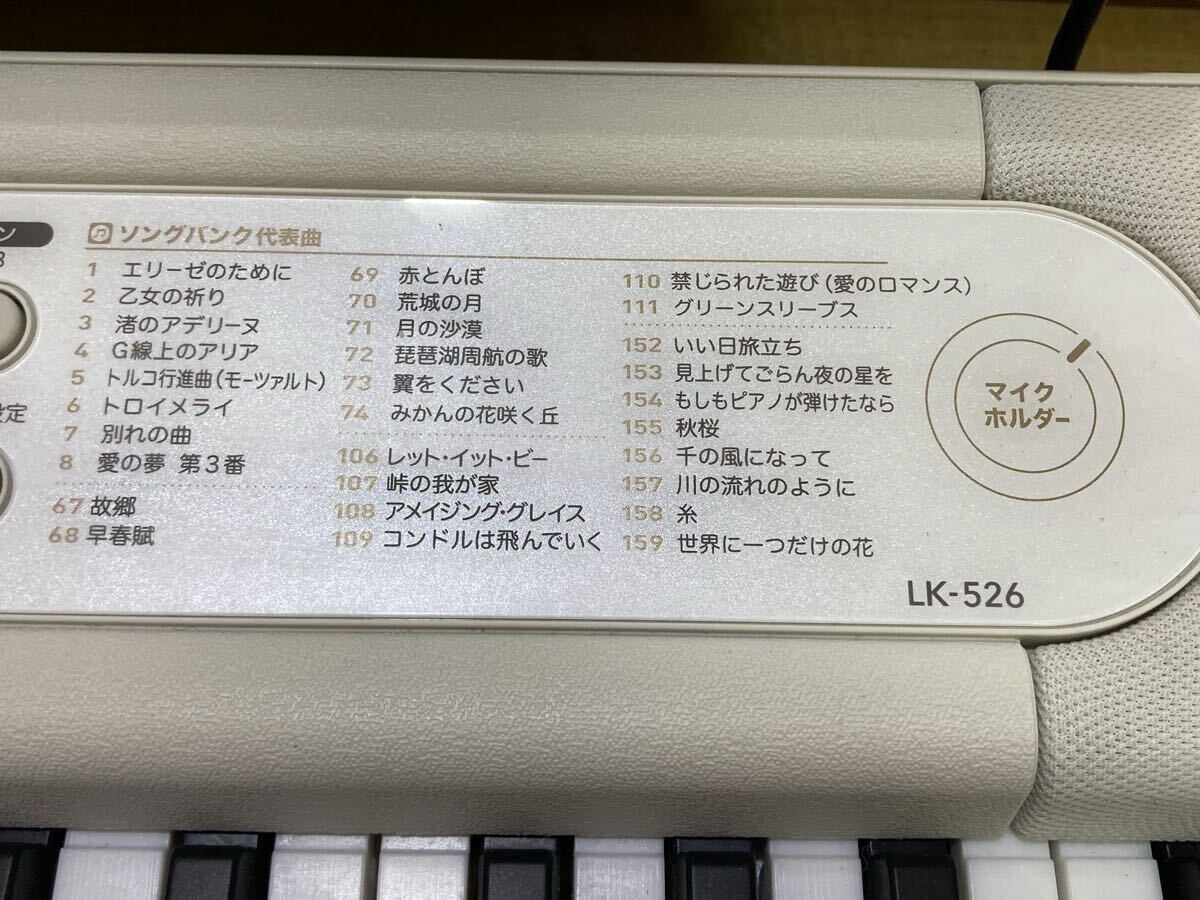 ン
3
ソングバンク代表曲
1 エリーゼのために
2 乙女の祈り
3 渚のアデリーヌ
4 G線上のアリア
5 トルコ行進曲(モーツァルト)
6 トロイメライ
7 別れの曲
8 愛の夢 第3番
67 故郷
68 早春賦
69 赤とんぼ
70 荒城の月
71 月の沙漠
72 琵琶湖周航の歌
73 翼をください
74 みかんの花咲く丘
106 レット・イット・ビー
107 峠の我が家
108 アメイジング・グレイス
109 コンドルは飛んでいく
110 禁じられた遊び(愛のロマンス)
111 グリーンスリーブス
152 いい日旅立ち
153 見上げてごらん夜の星を
154 もしもピアノが弾けたなら
155 秋桜
156 千の風になって
157 川の流れのように
158 糸
159 世界に一つだけの花
マイク
ホルダー
LK-526
定